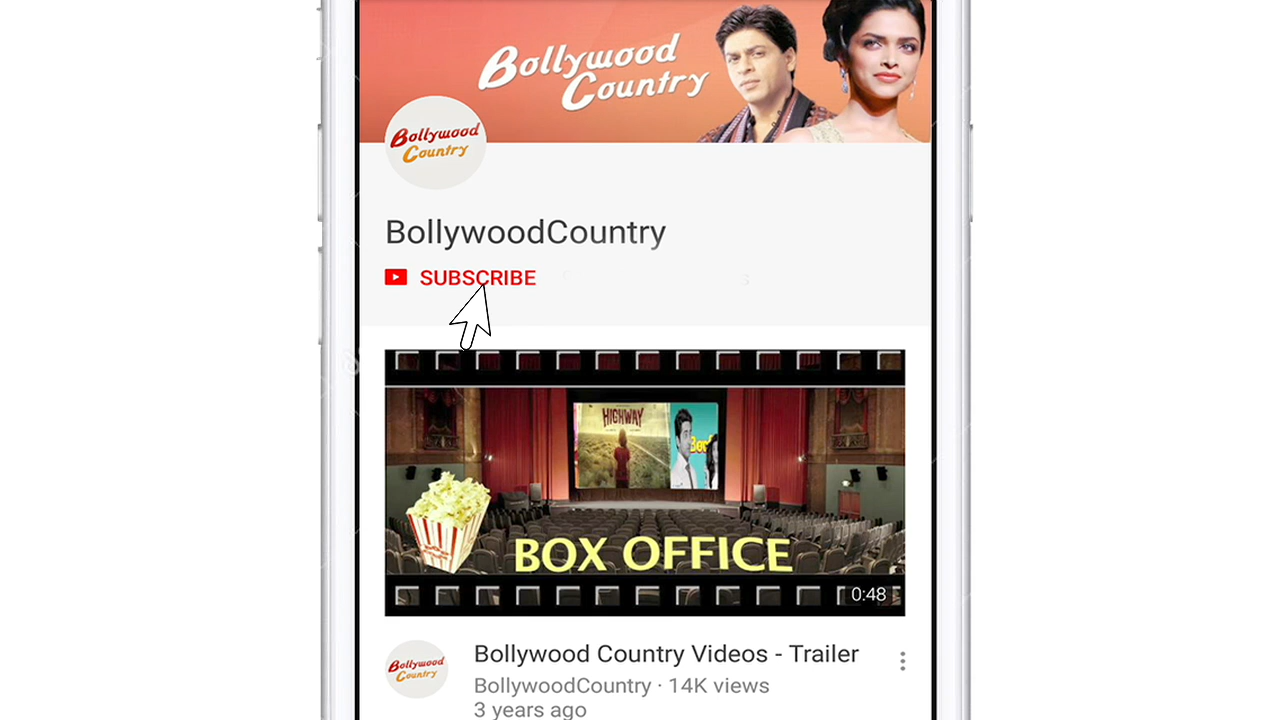 Bollywood
Country
Bollywood
Country
BollywoodCountry
SUBSCRIBE
HIGHWAY
BOX OFFICE
0:48
Bollywood
Country
Bollywood Country Videos - Trailer
BollywoodCountry · 14K views
3 years ago